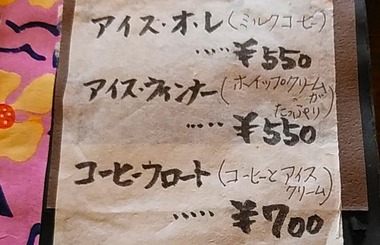 アイス・オ・レ(ミルクコーヒー)
‥‥‥ ¥550
アイス・ウィンナー(ホイップクリームが
たっぷり)
‥‥‥ ¥550
コーヒーフロート(コーヒーとアイス
クリーム)
‥‥‥ ¥700